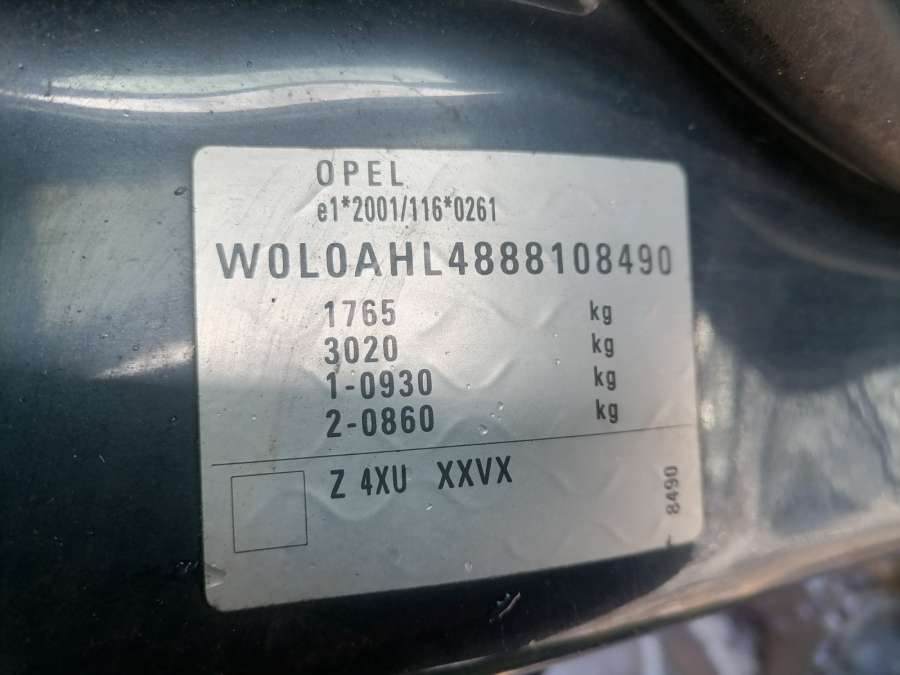 OPEL
e1*2001/116*0261
W0L0AHL4888108490
1765 kg
3020 kg
1-0930 kg
2-0860 kg
Z 4XU XXVX
8490